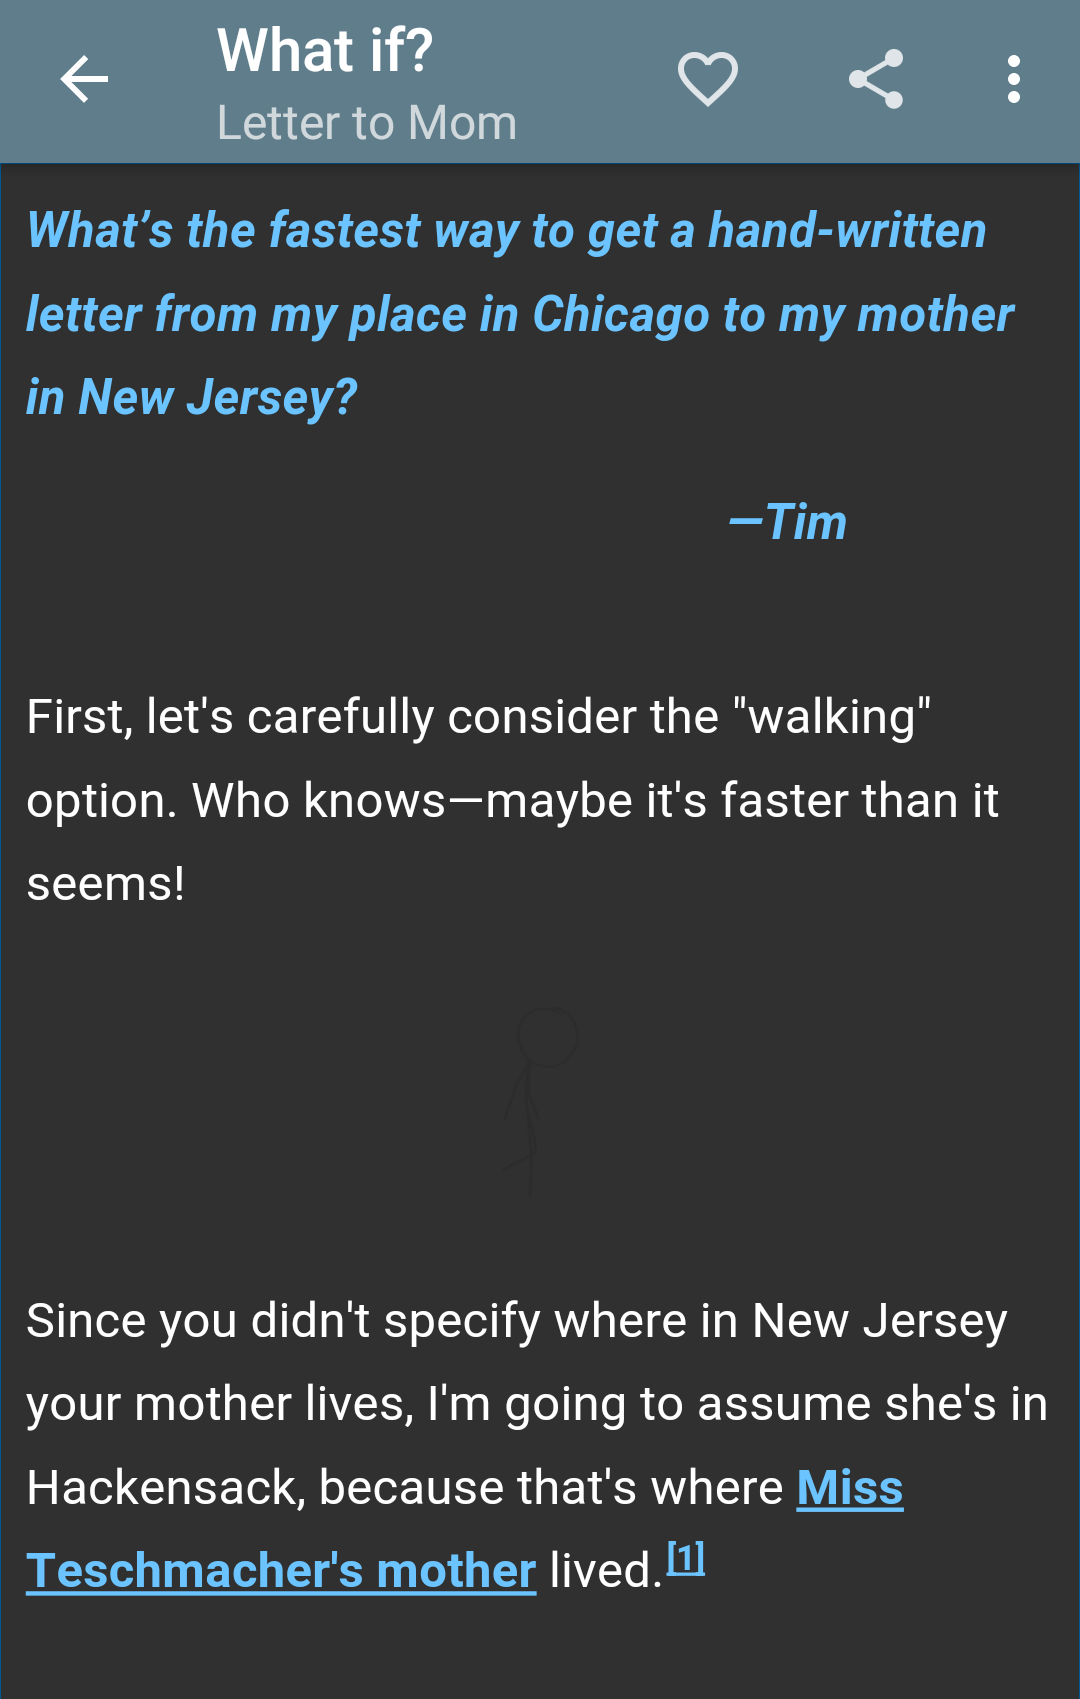 What if?
Letter to Mom
What’s the fastest way to get a hand-written
letter from my place in Chicago to my mother
in New Jersey?
—Tim
First, let's carefully consider the "walking"
option. Who knows—maybe it's faster than it
seems!
Since you didn't specify where in New Jersey
your mother lives, I'm going to assume she's in
Hackensack, because that's where Miss
Teschmacher's mother lived.[1]